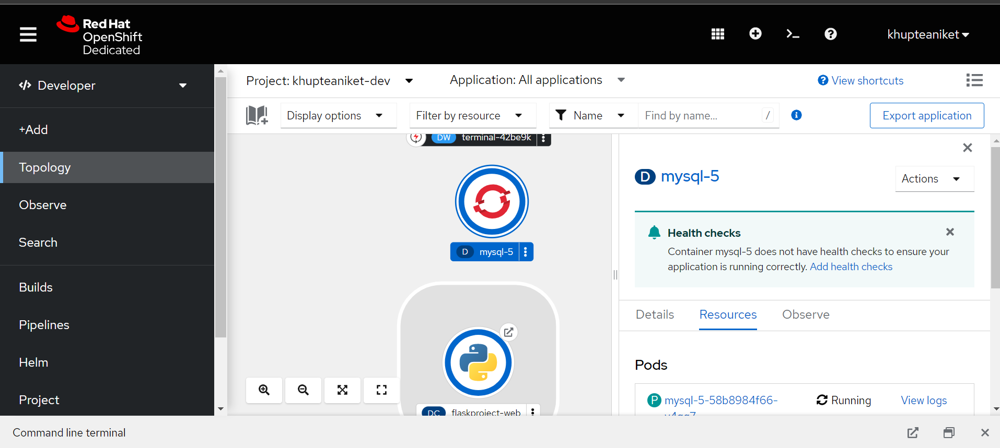 Red Hat
OpenShift
Dedicated
khupteaniket
Developer
+Add
Topology
Observe
Search
Builds
Pipelines
Helm
Project
Project: khupteaniket-dev
Application: All applications
View shortcuts
Display options
Filter by resource
Name
Find by name...
/
Export application
DW terminal-42be9k
D mysql-5
DC flaskproject-web
D mysql-5
Actions
Health checks
Container mysql-5 does not have health checks to ensure your
application is running correctly. Add health checks
Details
Resources
Observe
Pods
P mysql-5-58b8984f66-
Running
View logs
Command line terminal